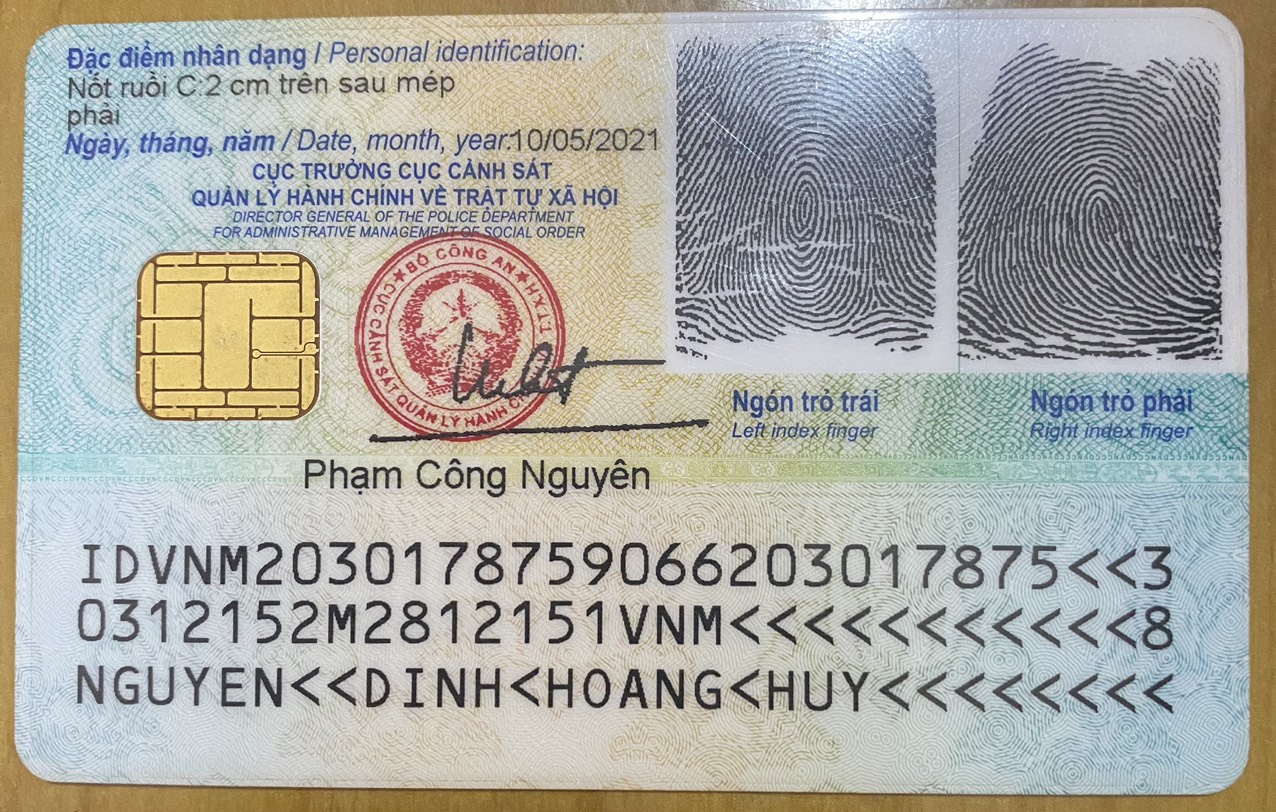 Đặc điểm nhân dạng / Personal identification:
Nốt ruồi C:2 cm trên sau mép
phải
Ngày, tháng, năm / Date, month, year:10/05/2021
CỤC TRƯỞNG CỤC CẢNH SÁT
QUẢN LÝ HÀNH CHÍNH VỀ TRẬT TỰ XÃ HỘI
DIRECTOR GENERAL OF THE POLICE DEPARTMENT
FOR ADMINISTRATIVE MANAGEMENT OF SOCIAL ORDER
BỘ CÔNG AN
CỤC CẢNH SÁT QUẢN LÝ HÀNH
TTXH
Ngón trỏ trái
Left index finger
Ngón trỏ phải
Right index finger
Phạm Công Nguyên
IDVNM2030178759066203017875<<3
0312152M2812151VNM<<<<<<<<<<<8
NGUYEN<<DINH<HOANG<HUY<<<<<<<<